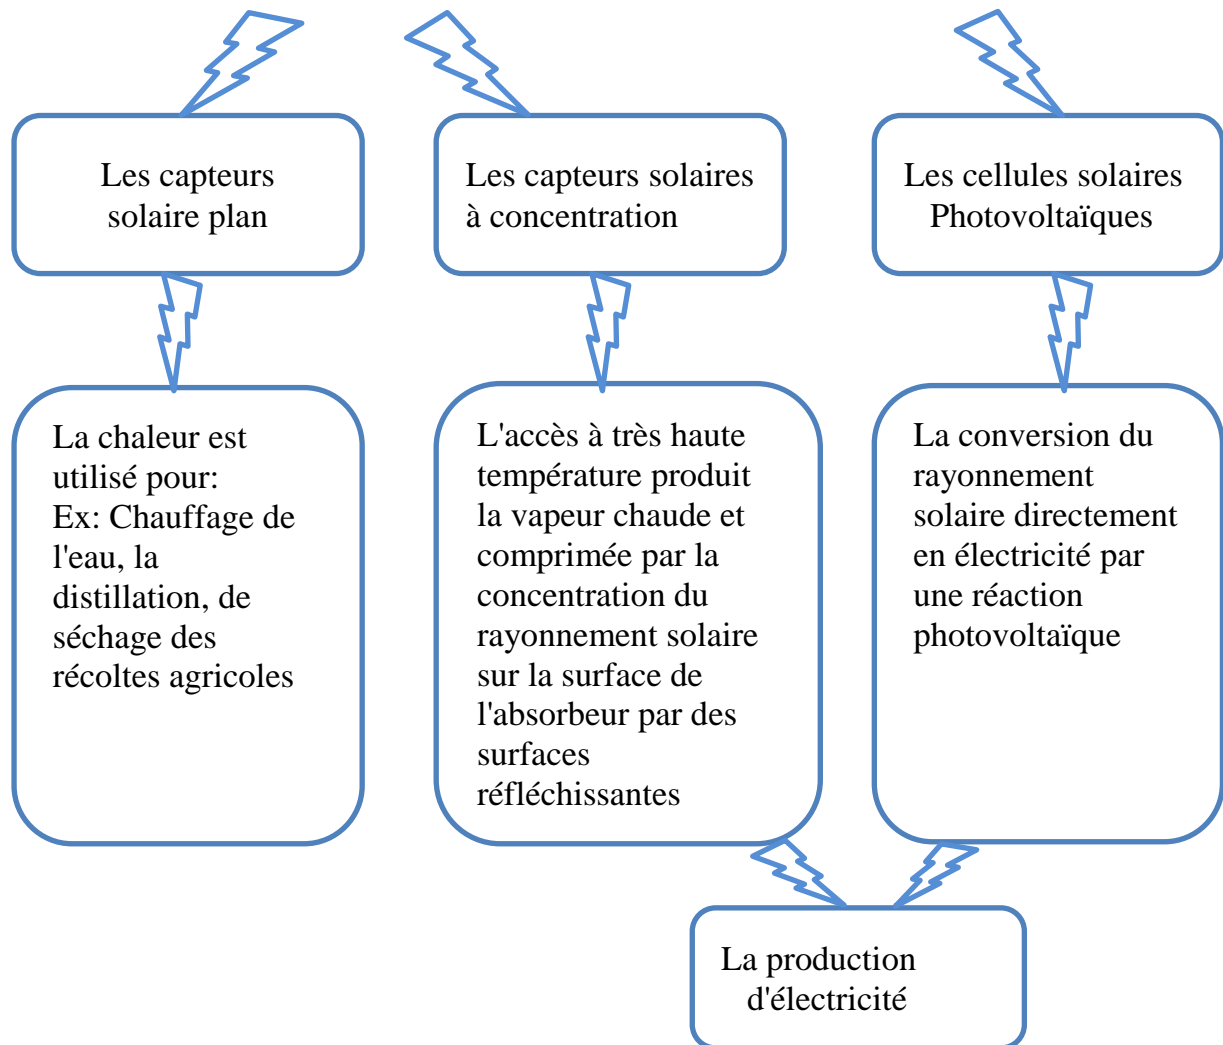 Les capteurs
solaire plan
Les capteurs solaires
à concentration
Les cellules solaires
Photovoltaïques
La chaleur est
utilisé pour:
Ex: Chauffage de
l'eau, la
distillation, de
séchage des
récoltes agricoles
L'accès à très haute
température produit
la vapeur chaude et
comprimée par la
concentration du
rayonnement solaire
sur la surface de
l'absorbeur par des
surfaces
réfléchissantes
La conversion du
rayonnement
solaire directement
en électricité par
une réaction
photovoltaïque
La production
d'électricité